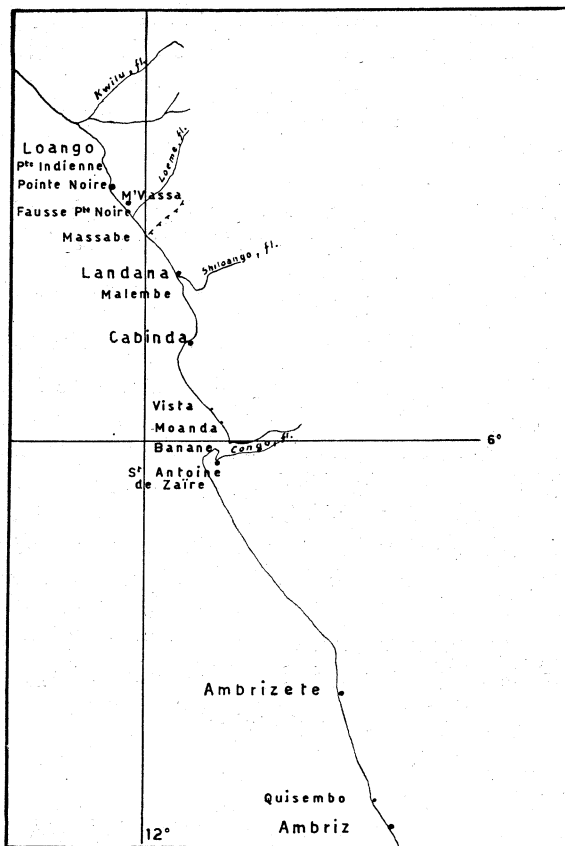 Kwilu, fl.
Loango
Pte Indienne
Loeme, fl.
Pointe Noire
M'Vassa
Fausse Pte Noire
Massabe
Shiloango, fl.
Landana
Malembe
Cabinda
Vista
Moanda
6°
Banane
Congo, fl.
St Antoine
de Zaïre
Ambrizete
Quisembo
Ambriz
12°